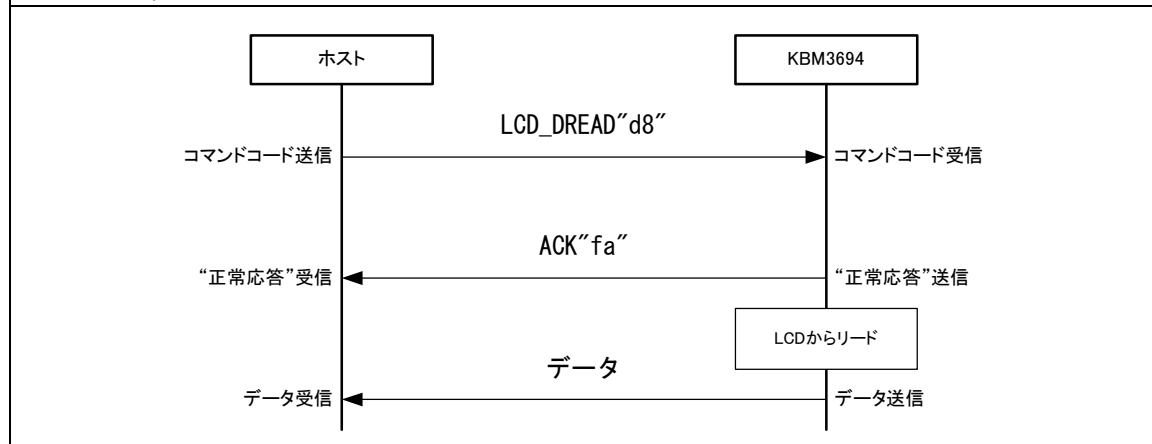 ホスト KBM3694
LCD_DREAD"d8"
コマンドコード送信 コマンドコード受信
ACK"fa"
“正常応答”受信 “正常応答”送信
LCDからリード
データ
データ受信 データ送信